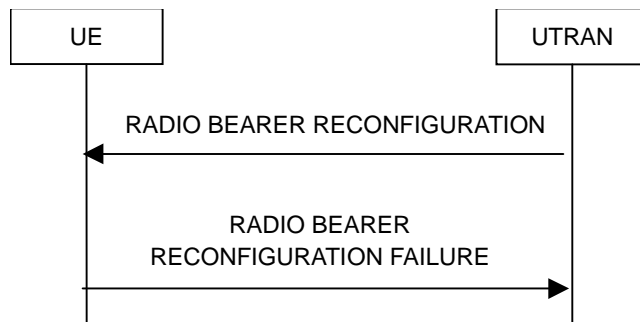 UE
UTRAN
RADIO BEARER RECONFIGURATION
RADIO BEARER
RECONFIGURATION FAILURE